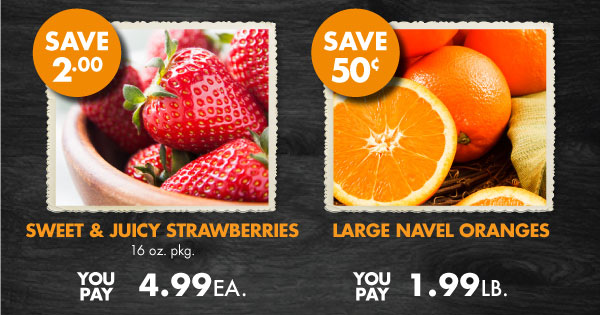 SAVE
2.00
SAVE
50¢
SWEET & JUICY STRAWBERRIES
16 oz. pkg.
YOU PAY 4.99EA.
LARGE NAVEL ORANGES
YOU PAY 1.99LB.